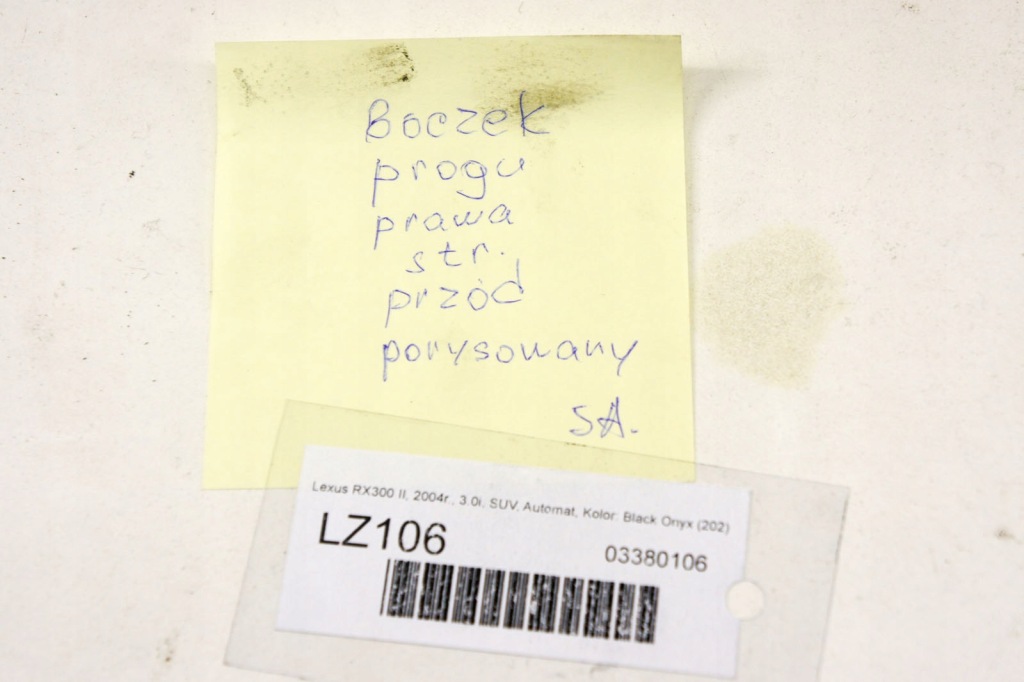 Boczek
progu
prawa
str.
przód
porysowany
SA.
Lexus RX300 II, 2004r., 3.0i, SUV, Automat, Kolor: Black Onyx (202)
LZ106
03380106